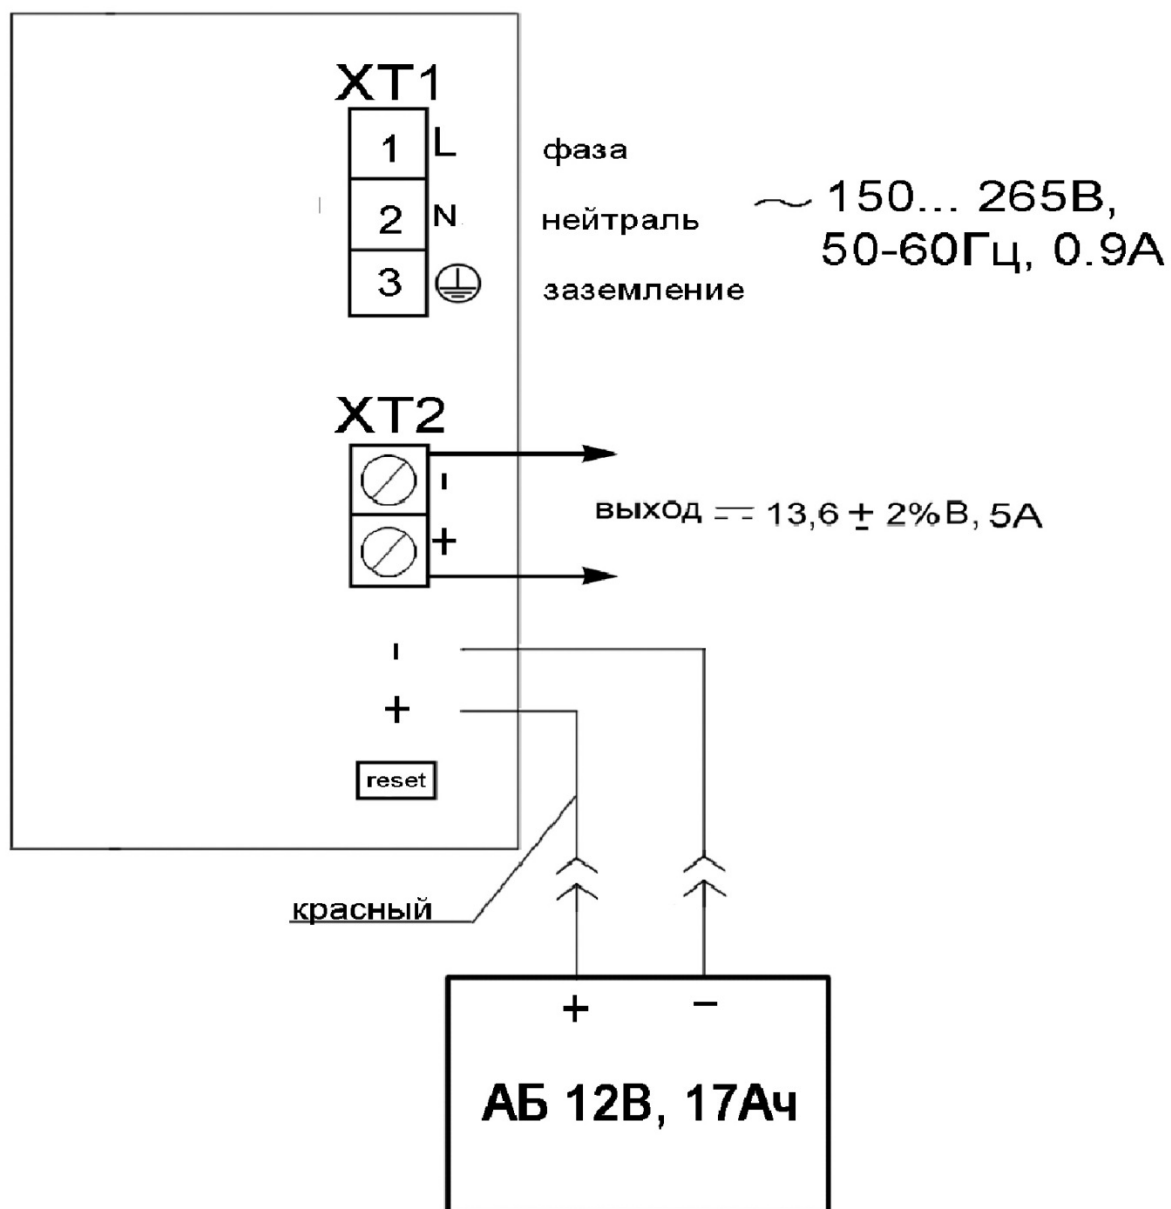 XT1
1 L фаза
2 N нейтраль
3 заземление
~ 150... 265В,
50-60Гц, 0.9А
XT2
-
+
выход = 13,6 ± 2% В, 5А
-
+
reset
красный
+ −
АБ 12В, 17Ач